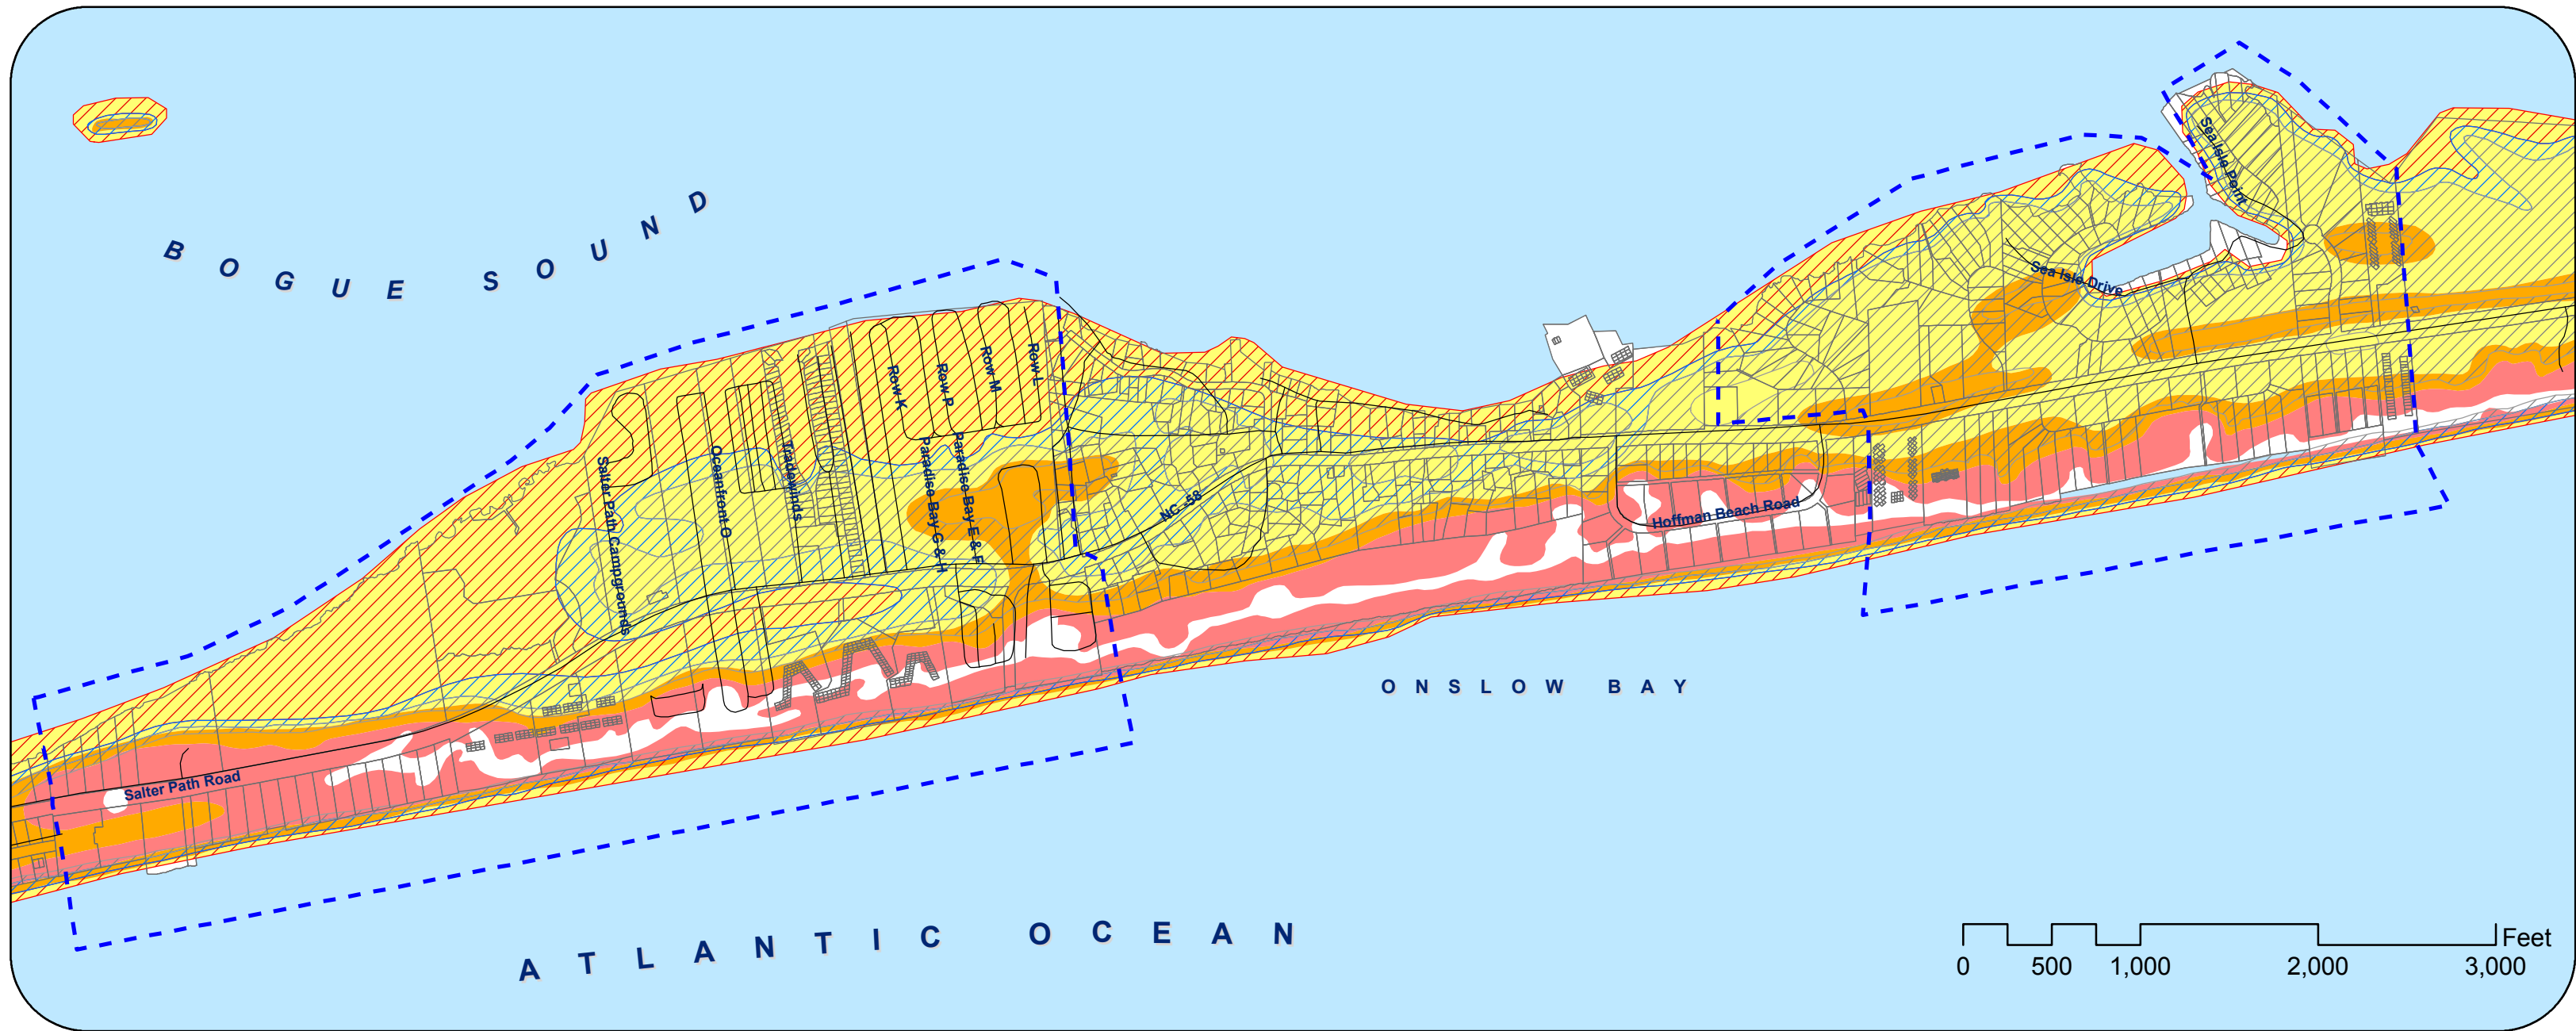 BOGUE SOUND
Sea Isle Point
Sea Isle Drive
Row K
Row P
Row M
Row L
Salter Path Campgrounds
Oceanfront O
Tradewinds
Paradise Bay G & H
Paradise Bay E & F
NC -58
Hoffman Beach Road
ONSLOW BAY
Salter Path Road
ATLANTIC OCEAN
Feet
0 500 1,000 2,000 3,000